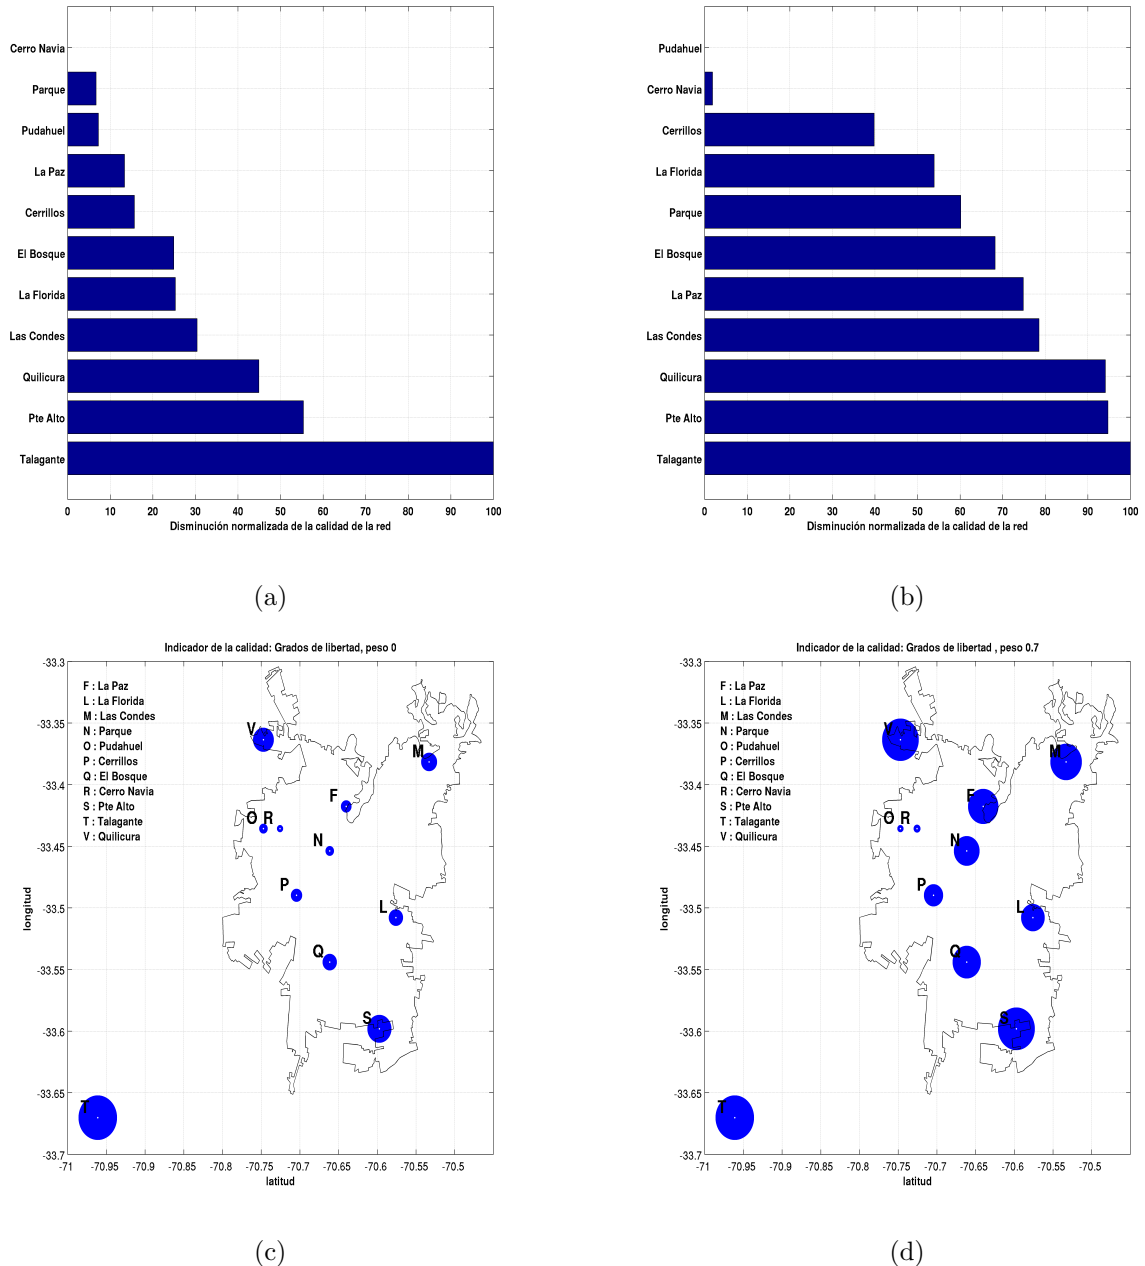 Cerro Navia
Parque
Pudahuel
La Paz
Cerrillos
El Bosque
La Florida
Las Condes
Quilicura
Pte Alto
Talagante
0 10 20 30 40 50 60 70 80 90 100
Disminución normalizada de la calidad de la red
(a)
Pudahuel
Cerro Navia
Cerrillos
La Florida
Parque
El Bosque
La Paz
Las Condes
Quilicura
Pte Alto
Talagante
0 10 20 30 40 50 60 70 80 90 100
Disminución normalizada de la calidad de la red
(b)
Indicador de la calidad: Grados de libertad, peso 0
-33.3
-33.35
-33.4
-33.45
-33.5
-33.55
-33.6
-33.65
-33.7
longitud
F : La Paz
L : La Florida
M : Las Condes
N : Parque
O : Pudahuel
P : Cerrillos
Q : El Bosque
R : Cerro Navia
S : Pte Alto
T : Talagante
V : Quilicura
V
M
F
O R
N
P
L
Q
S
T
-71 -70.95 -70.9 -70.85 -70.8 -70.75 -70.7 -70.65 -70.6 -70.55 -70.5
latitud
(c)
Indicador de la calidad: Grados de libertad , peso 0.7
-33.3
-33.35
-33.4
-33.45
-33.5
-33.55
-33.6
-33.65
-33.7
longitud
F : La Paz
L : La Florida
M : Las Condes
N : Parque
O : Pudahuel
P : Cerrillos
Q : El Bosque
R : Cerro Navia
S : Pte Alto
T : Talagante
V : Quilicura
V
M
F
O R
N
P
L
Q
S
T
-71 -70.95 -70.9 -70.85 -70.8 -70.75 -70.7 -70.65 -70.6 -70.55 -70.5
latitud
(d)